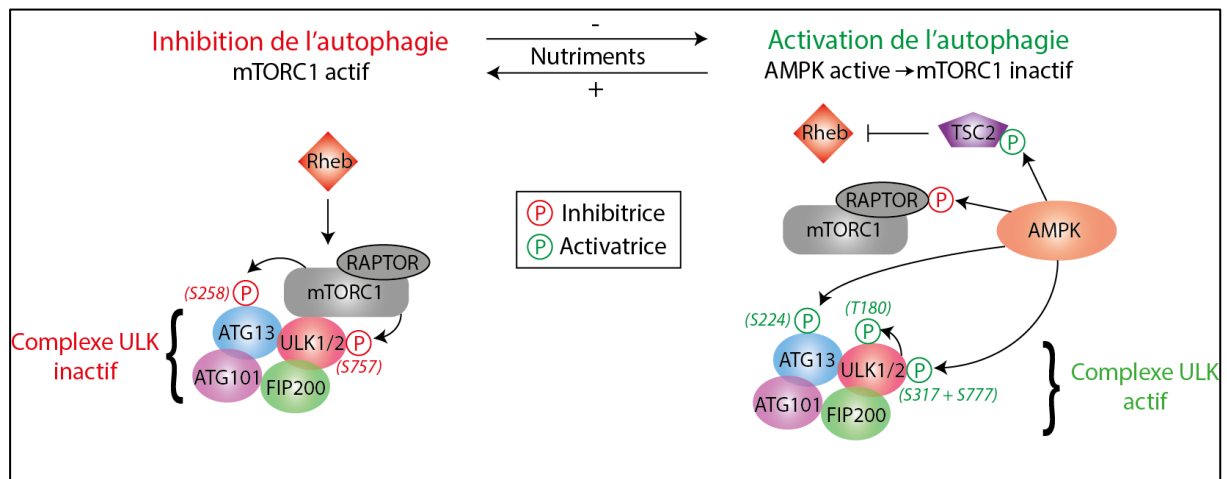 Inhibition de l'autophagie
mTORC1 actif
-
Nutriments
+
Activation de l'autophagie
AMPK active → mTORC1 inactif
Rheb
RAPTOR
mTORC1
(S258)
P
ATG13
ULK1/2
P
(S757)
ATG101
FIP200
Complexe ULK
inactif
P Inhibitrice
P Activatrice
Rheb
TSC2
P
RAPTOR
P
mTORC1
AMPK
(S224)
P
(T180)
P
ATG13
ULK1/2
P
(S317 + S777)
ATG101
FIP200
Complexe ULK
actif